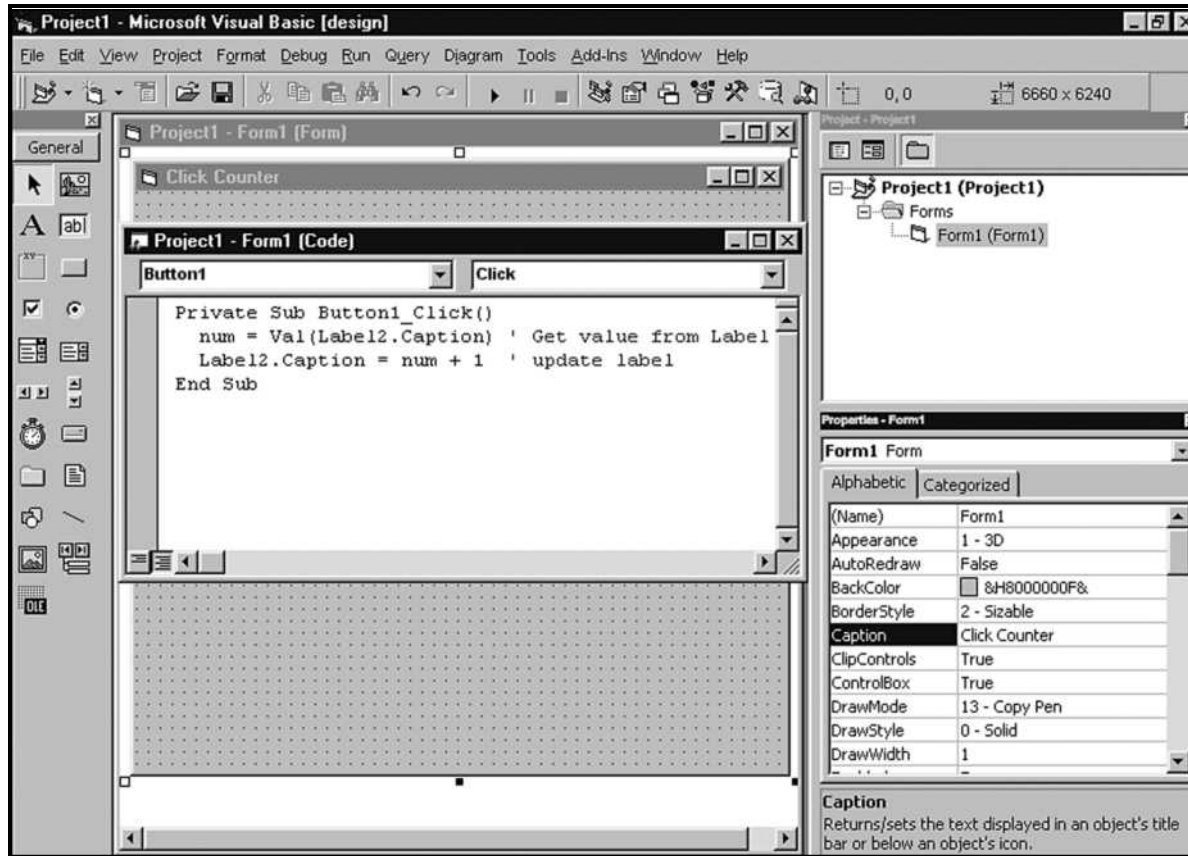 Project1 - Microsoft Visual Basic [design]
File Edit View Project Format Debug Run Query Diagram Tools Add-Ins Window Help
0, 0
6660 x 6240
General
A
ab
XY
OLE
Project1 - Form1 (Form)
Click Counter
Project1 - Form1 (Code)
Button1
Click
Private Sub Button1_Click()
num = Val(Label2.Caption) ' Get value from Label
Label2.Caption = num + 1 ' update label
End Sub
Project - Project1
Project1 (Project1)
Forms
Form1 (Form1)
Properties - Form1
Form1 Form
Alphabetic Categorized
(Name) Form1
Appearance 1 - 3D
AutoRedraw False
BackColor &H8000000F&
BorderStyle 2 - Sizable
Caption Click Counter
ClipControls True
ControlBox True
DrawMode 13 - Copy Pen
DrawStyle 0 - Solid
DrawWidth 1
Caption
Returns/sets the text displayed in an object's title
bar or below an object's icon.